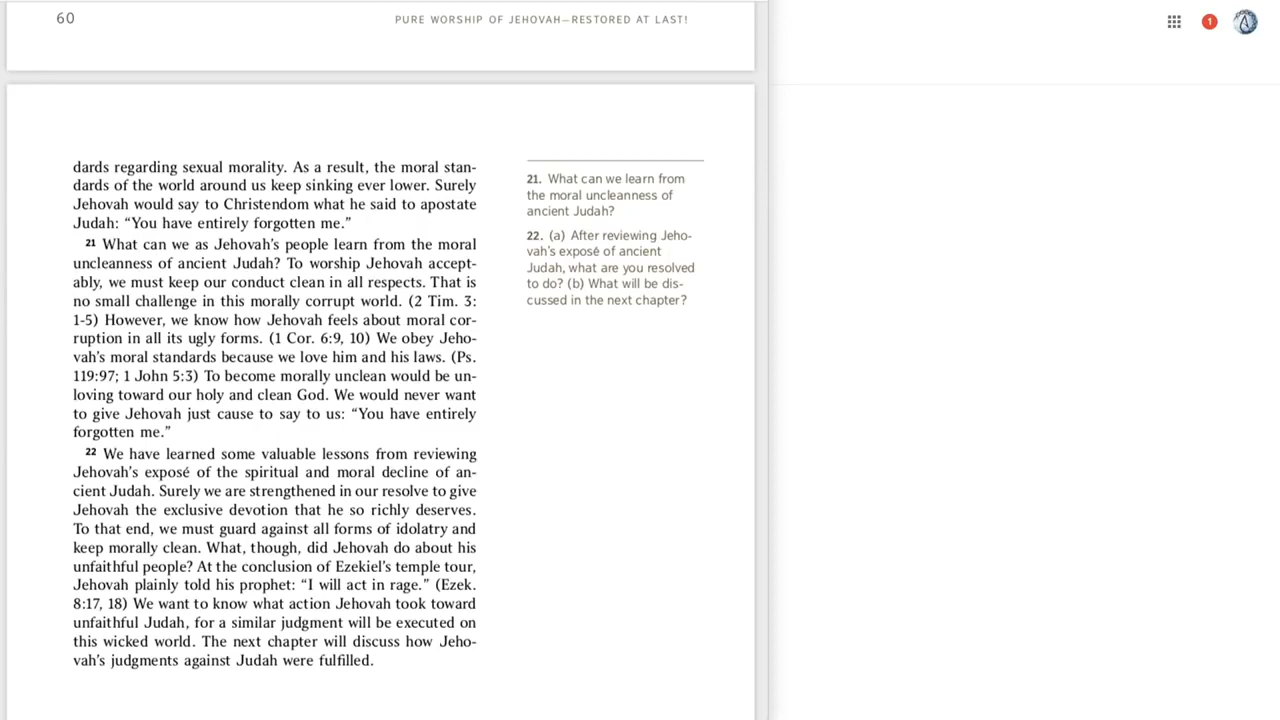 60
PURE WORSHIP OF JEHOVAH—RESTORED AT LAST!
1
dards regarding sexual morality. As a result, the moral stan-
dards of the world around us keep sinking ever lower. Surely
Jehovah would say to Christendom what he said to apostate
Judah: “You have entirely forgotten me.”
21 What can we as Jehovah’s people learn from the moral
uncleanness of ancient Judah? To worship Jehovah accept-
ably, we must keep our conduct clean in all respects. That is
no small challenge in this morally corrupt world. (2 Tim. 3:
1-5) However, we know how Jehovah feels about moral cor-
ruption in all its ugly forms. (1 Cor. 6:9, 10) We obey Jeho-
vah’s moral standards because we love him and his laws. (Ps.
119:97; 1 John 5:3) To become morally unclean would be un-
loving toward our holy and clean God. We would never want
to give Jehovah just cause to say to us: “You have entirely
forgotten me.”
22 We have learned some valuable lessons from reviewing
Jehovah’s exposé of the spiritual and moral decline of an-
cient Judah. Surely we are strengthened in our resolve to give
Jehovah the exclusive devotion that he so richly deserves.
To that end, we must guard against all forms of idolatry and
keep morally clean. What, though, did Jehovah do about his
unfaithful people? At the conclusion of Ezekiel’s temple tour,
Jehovah plainly told his prophet: “I will act in rage.” (Ezek.
8:17, 18) We want to know what action Jehovah took toward
unfaithful Judah, for a similar judgment will be executed on
this wicked world. The next chapter will discuss how Jeho-
vah’s judgments against Judah were fulfilled.
21. What can we learn from
the moral uncleanness of
ancient Judah?
22. (a) After reviewing Jeho-
vah’s exposé of ancient
Judah, what are you resolved
to do? (b) What will be dis-
cussed in the next chapter?